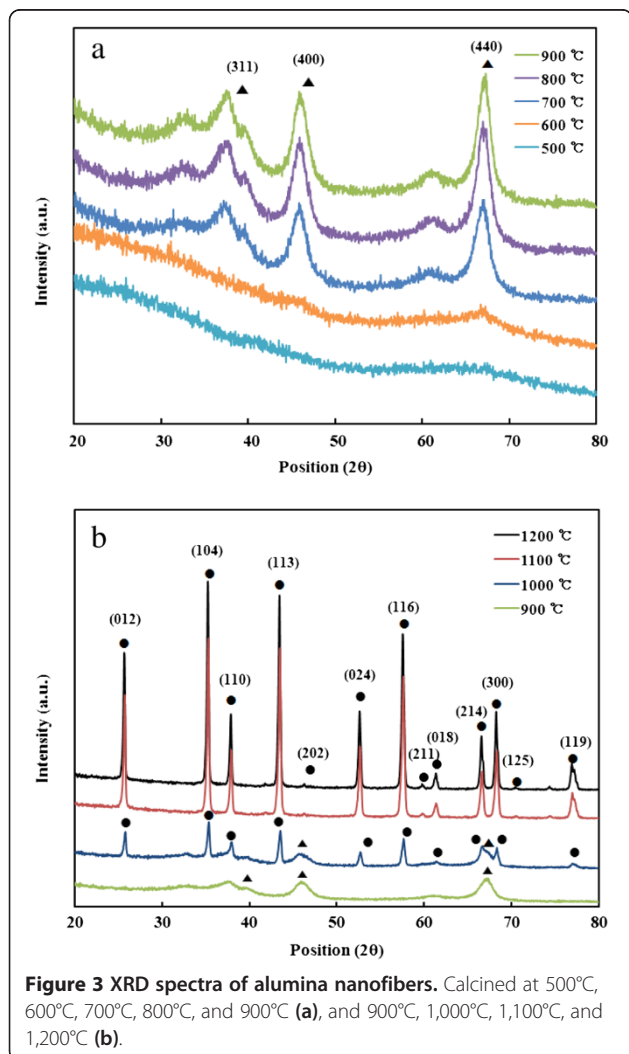 a
(311)
(400)
(440)
900 ℃
800 ℃
700 ℃
600 ℃
500 ℃
Intensity (a.u.)
20 30 40 50 60 70 80
Position (2θ)
b
(012)
(104)
(110)
(113)
(202)
(024)
(116)
(211)
(018)
(214)
(300)
(125)
(119)
1200 ℃
1100 ℃
1000 ℃
900 ℃
Intensity (a.u.)
20 30 40 50 60 70 80
Position (2θ)
Figure 3 XRD spectra of alumina nanofibers. Calcined at 500°C,
600°C, 700°C, 800°C, and 900°C (a), and 900°C, 1,000°C, 1,100°C, and
1,200°C (b).